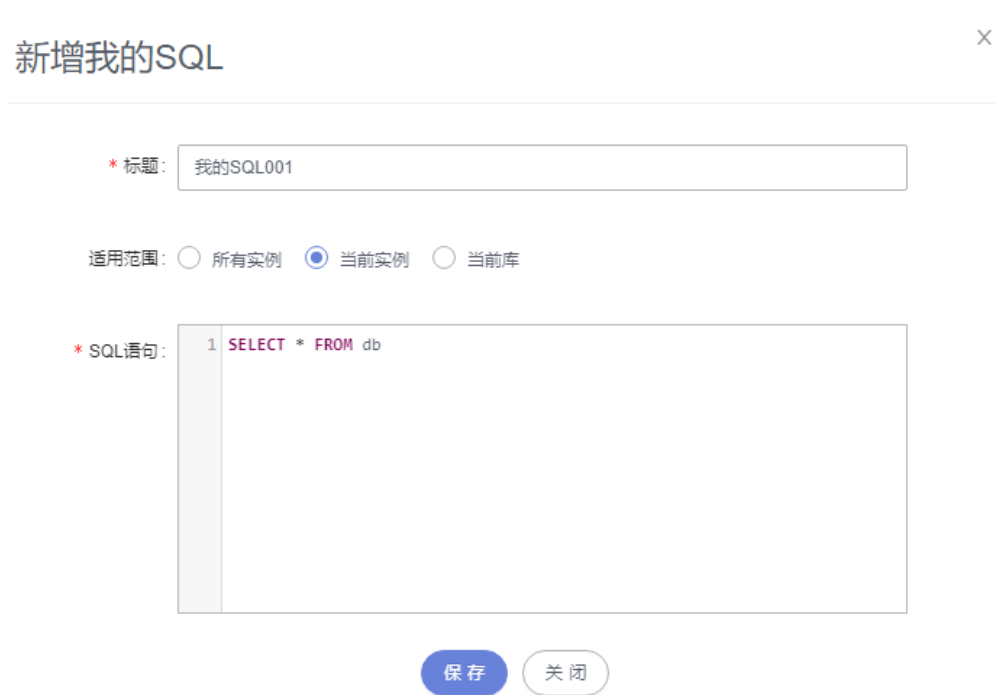 新增我的SQL
X
* 标题: 我的SQL001
适用范围: 所有实例 当前实例 当前库
* SQL语句: 1 SELECT * FROM db
保存 关闭